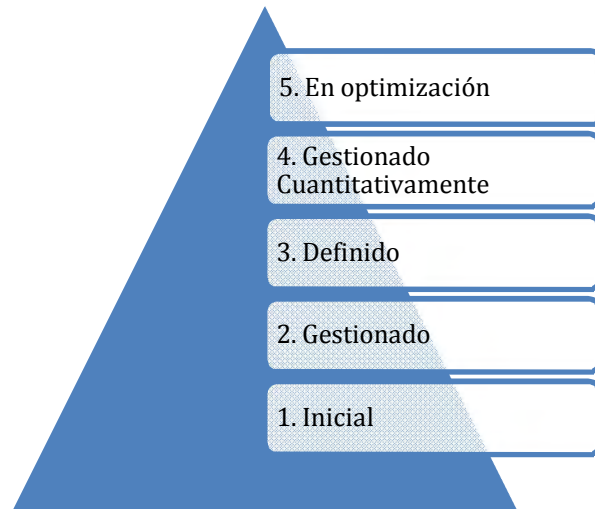 5. En optimización
4. Gestionado
Cuantitativamente
3. Definido
2. Gestionado
1. Inicial